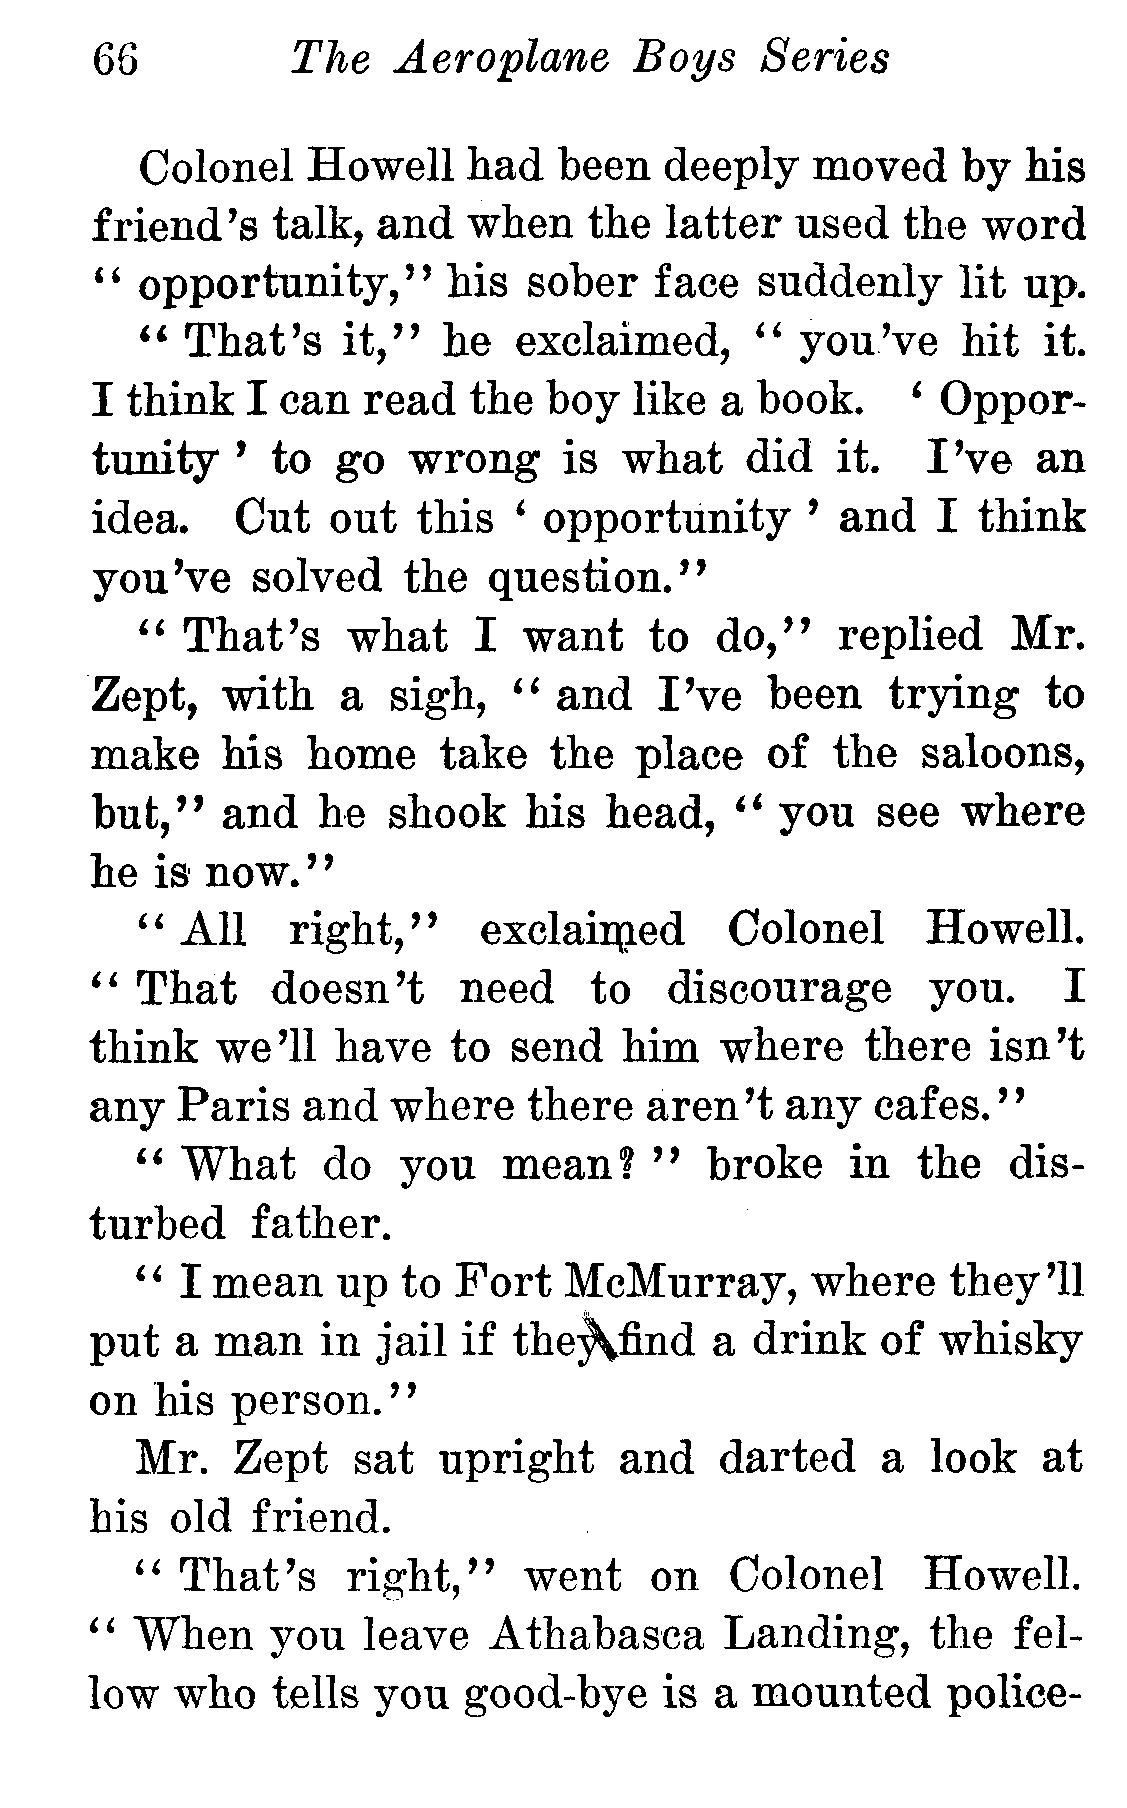 66 The Aeroplane Boys Series
Colonel Howell had been deeply moved by his
friend's talk, and when the latter used the word
" opportunity," his sober face suddenly lit up.
" That's it," he exclaimed, " you've hit it.
I think I can read the boy like a book. ' Oppor-
tunity ' to go wrong is what did it. I've an
idea. Cut out this ' opportunity ' and I think
you've solved the question."
" That's what I want to do," replied Mr.
Zept, with a sigh, " and I've been trying to
make his home take the place of the saloons,
but," and he shook his head, " you see where
he is now."
" All right," exclaimed Colonel Howell.
" That doesn't need to discourage you. I
think we'll have to send him where there isn't
any Paris and where there aren't any cafes."
" What do you mean? " broke in the dis-
turbed father.
" I mean up to Fort McMurray, where they'll
put a man in jail if they find a drink of whisky
on his person."
Mr. Zept sat upright and darted a look at
his old friend.
" That's right," went on Colonel Howell.
" When you leave Athabasca Landing, the fel-
low who tells you good-bye is a mounted police-